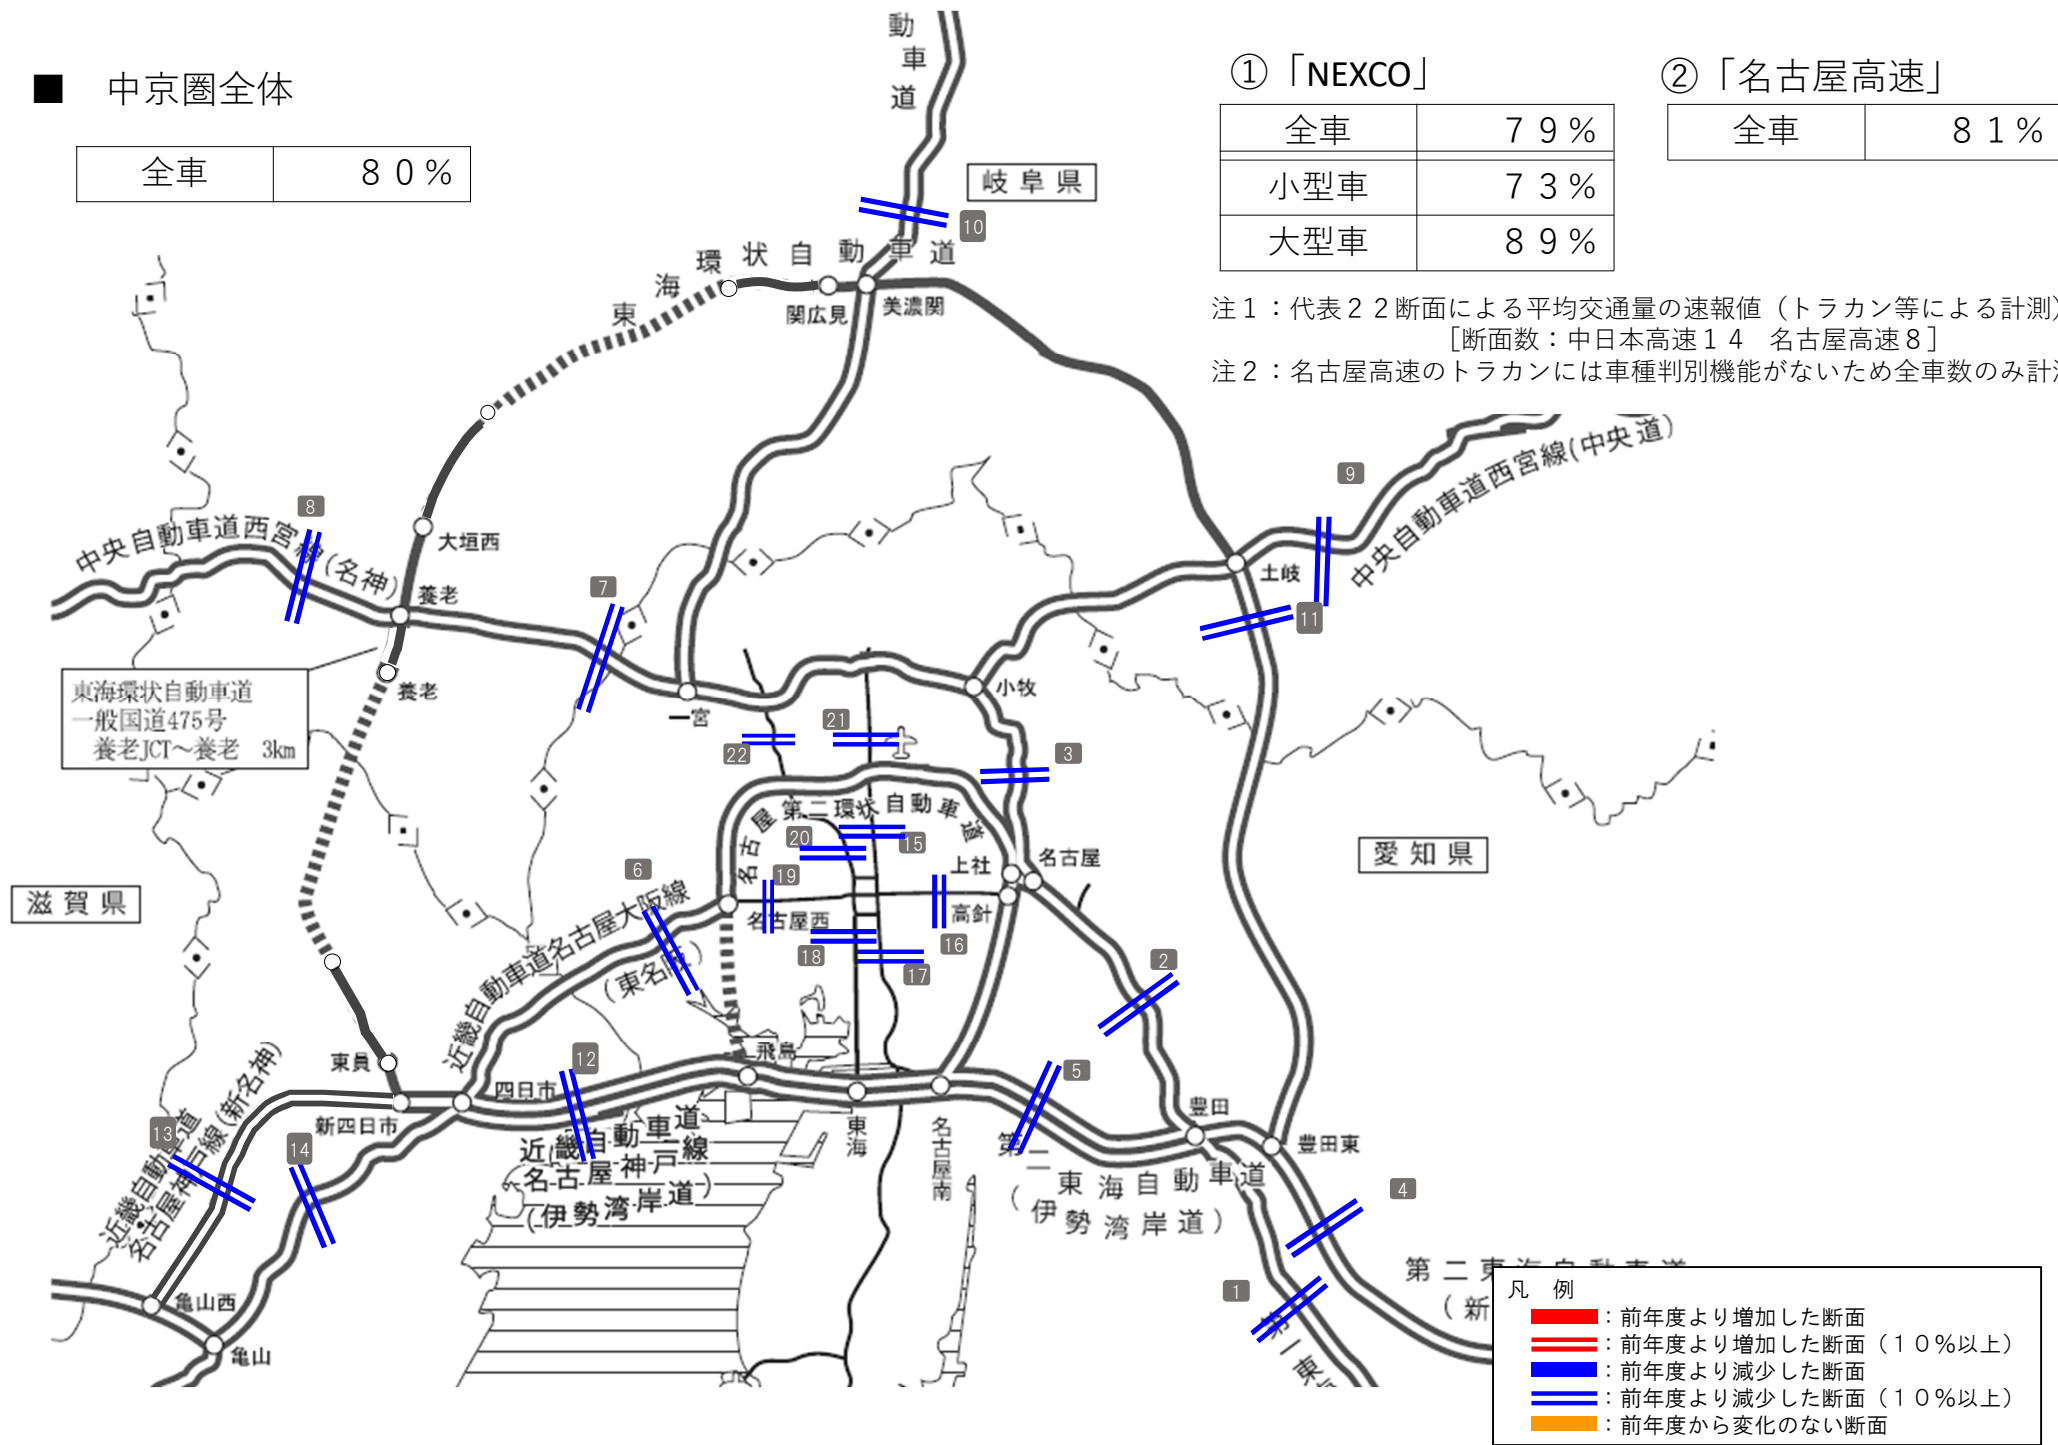 ■ 中京圏全体
全車 ８０％
①「NEXCO」
全車 ７９％
小型車 ７３％
大型車 ８９％
②「名古屋高速」
全車 ８１％
注１：代表２２断面による平均交通量の速報値（トラカン等による計測）
［断面数：中日本高速１４ 名古屋高速８］
注２：名古屋高速のトラカンには車種判別機能がないため全車数のみ計
動車道
岐阜県
10
東海環状自動車道
関広見
美濃関
9
中央自動車道西宮線(中央道)
8
中央自動車道西宮線(名神)
大垣西
養老
7
土岐
11
養老
東海環状自動車道
一般国道475号
養老JCT～養老 3km
一宮
小牧
22
21
3
名古屋第二環状自動車道
20
15
上社
名古屋
愛知県
滋賀県
6
19
名古屋西
高針
16
18
17
2
近畿自動車道名古屋大阪線
(東名阪)
東員
四日市
12
飛島
5
新四日市
東海
名古屋南
豊田
豊田東
13
14
近畿自動車道
名古屋神戸線(新名神)
近畿自動車道
名古屋神戸線
(伊勢湾岸道)
第二東海自動車道
(伊勢湾岸道)
4
1
亀山西
亀山
第一東
第二東海自動車道
(新
凡 例
：前年度より増加した断面
：前年度より増加した断面（１０％以上）
：前年度より減少した断面
：前年度より減少した断面（１０％以上）
：前年度から変化のない断面